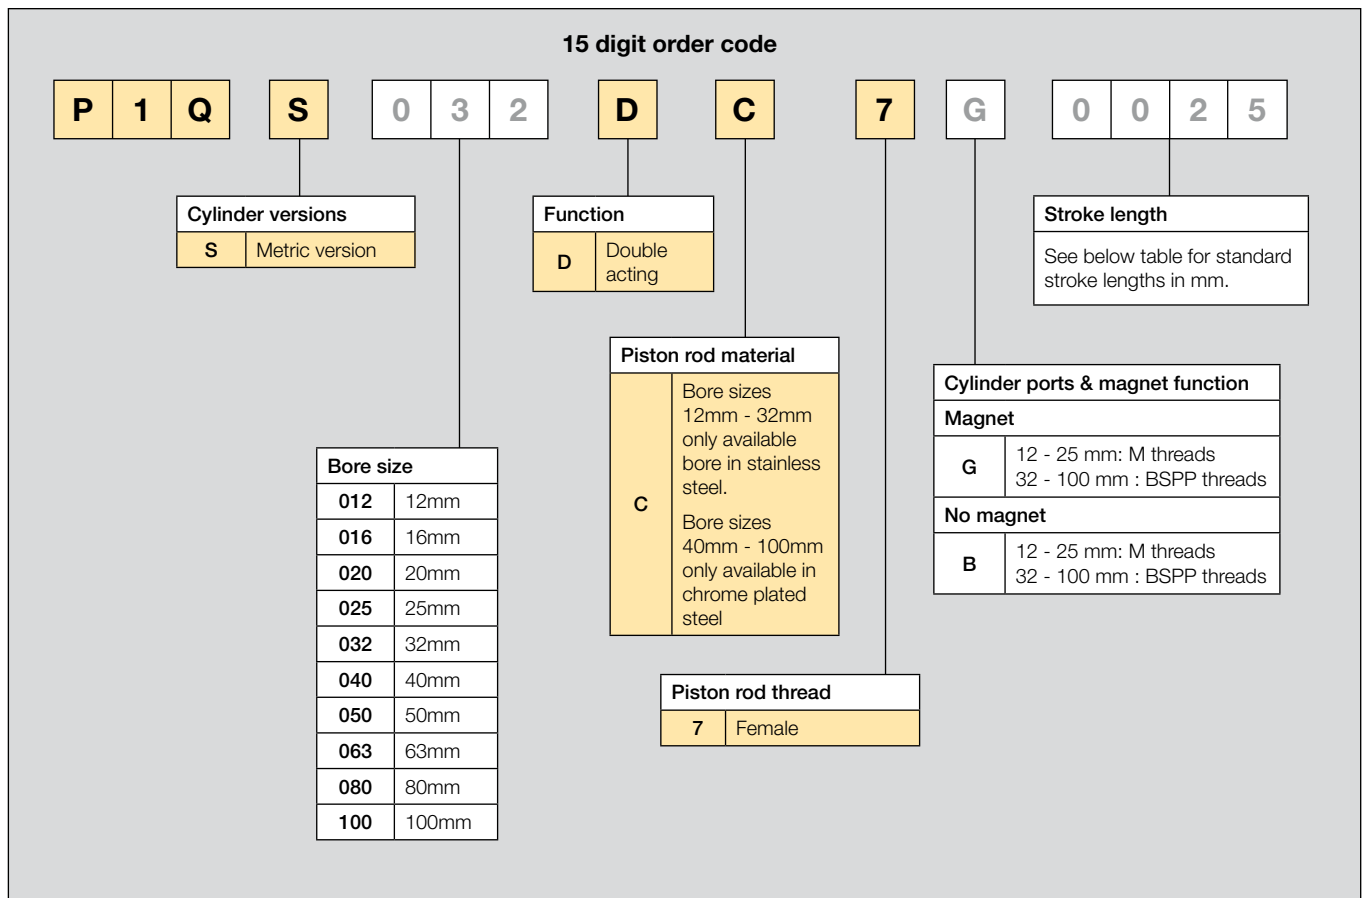 15 digit order code
P 1 Q S 0 3 2 D C 7 G 0 0 2 5
Cylinder versions
S Metric version
Function
D Double
acting
Stroke length
See below table for standard
stroke lengths in mm.
Piston rod material
C
Bore sizes
12mm - 32mm
only available
bore in stainless
steel.
Bore sizes
40mm - 100mm
only available in
chrome plated
steel
Cylinder ports & magnet function
Magnet
G
12 - 25 mm: M threads
32 - 100 mm : BSPP threads
No magnet
B
12 - 25 mm: M threads
32 - 100 mm : BSPP threads
Bore size
012 12mm
016 16mm
020 20mm
025 25mm
032 32mm
040 40mm
050 50mm
063 63mm
080 80mm
100 100mm
Piston rod thread
7 Female